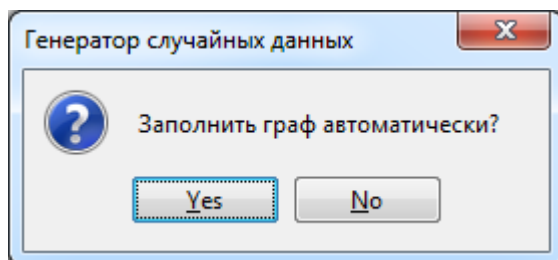 Генератор случайных данных
Заполнить граф автоматически?
Yes
No